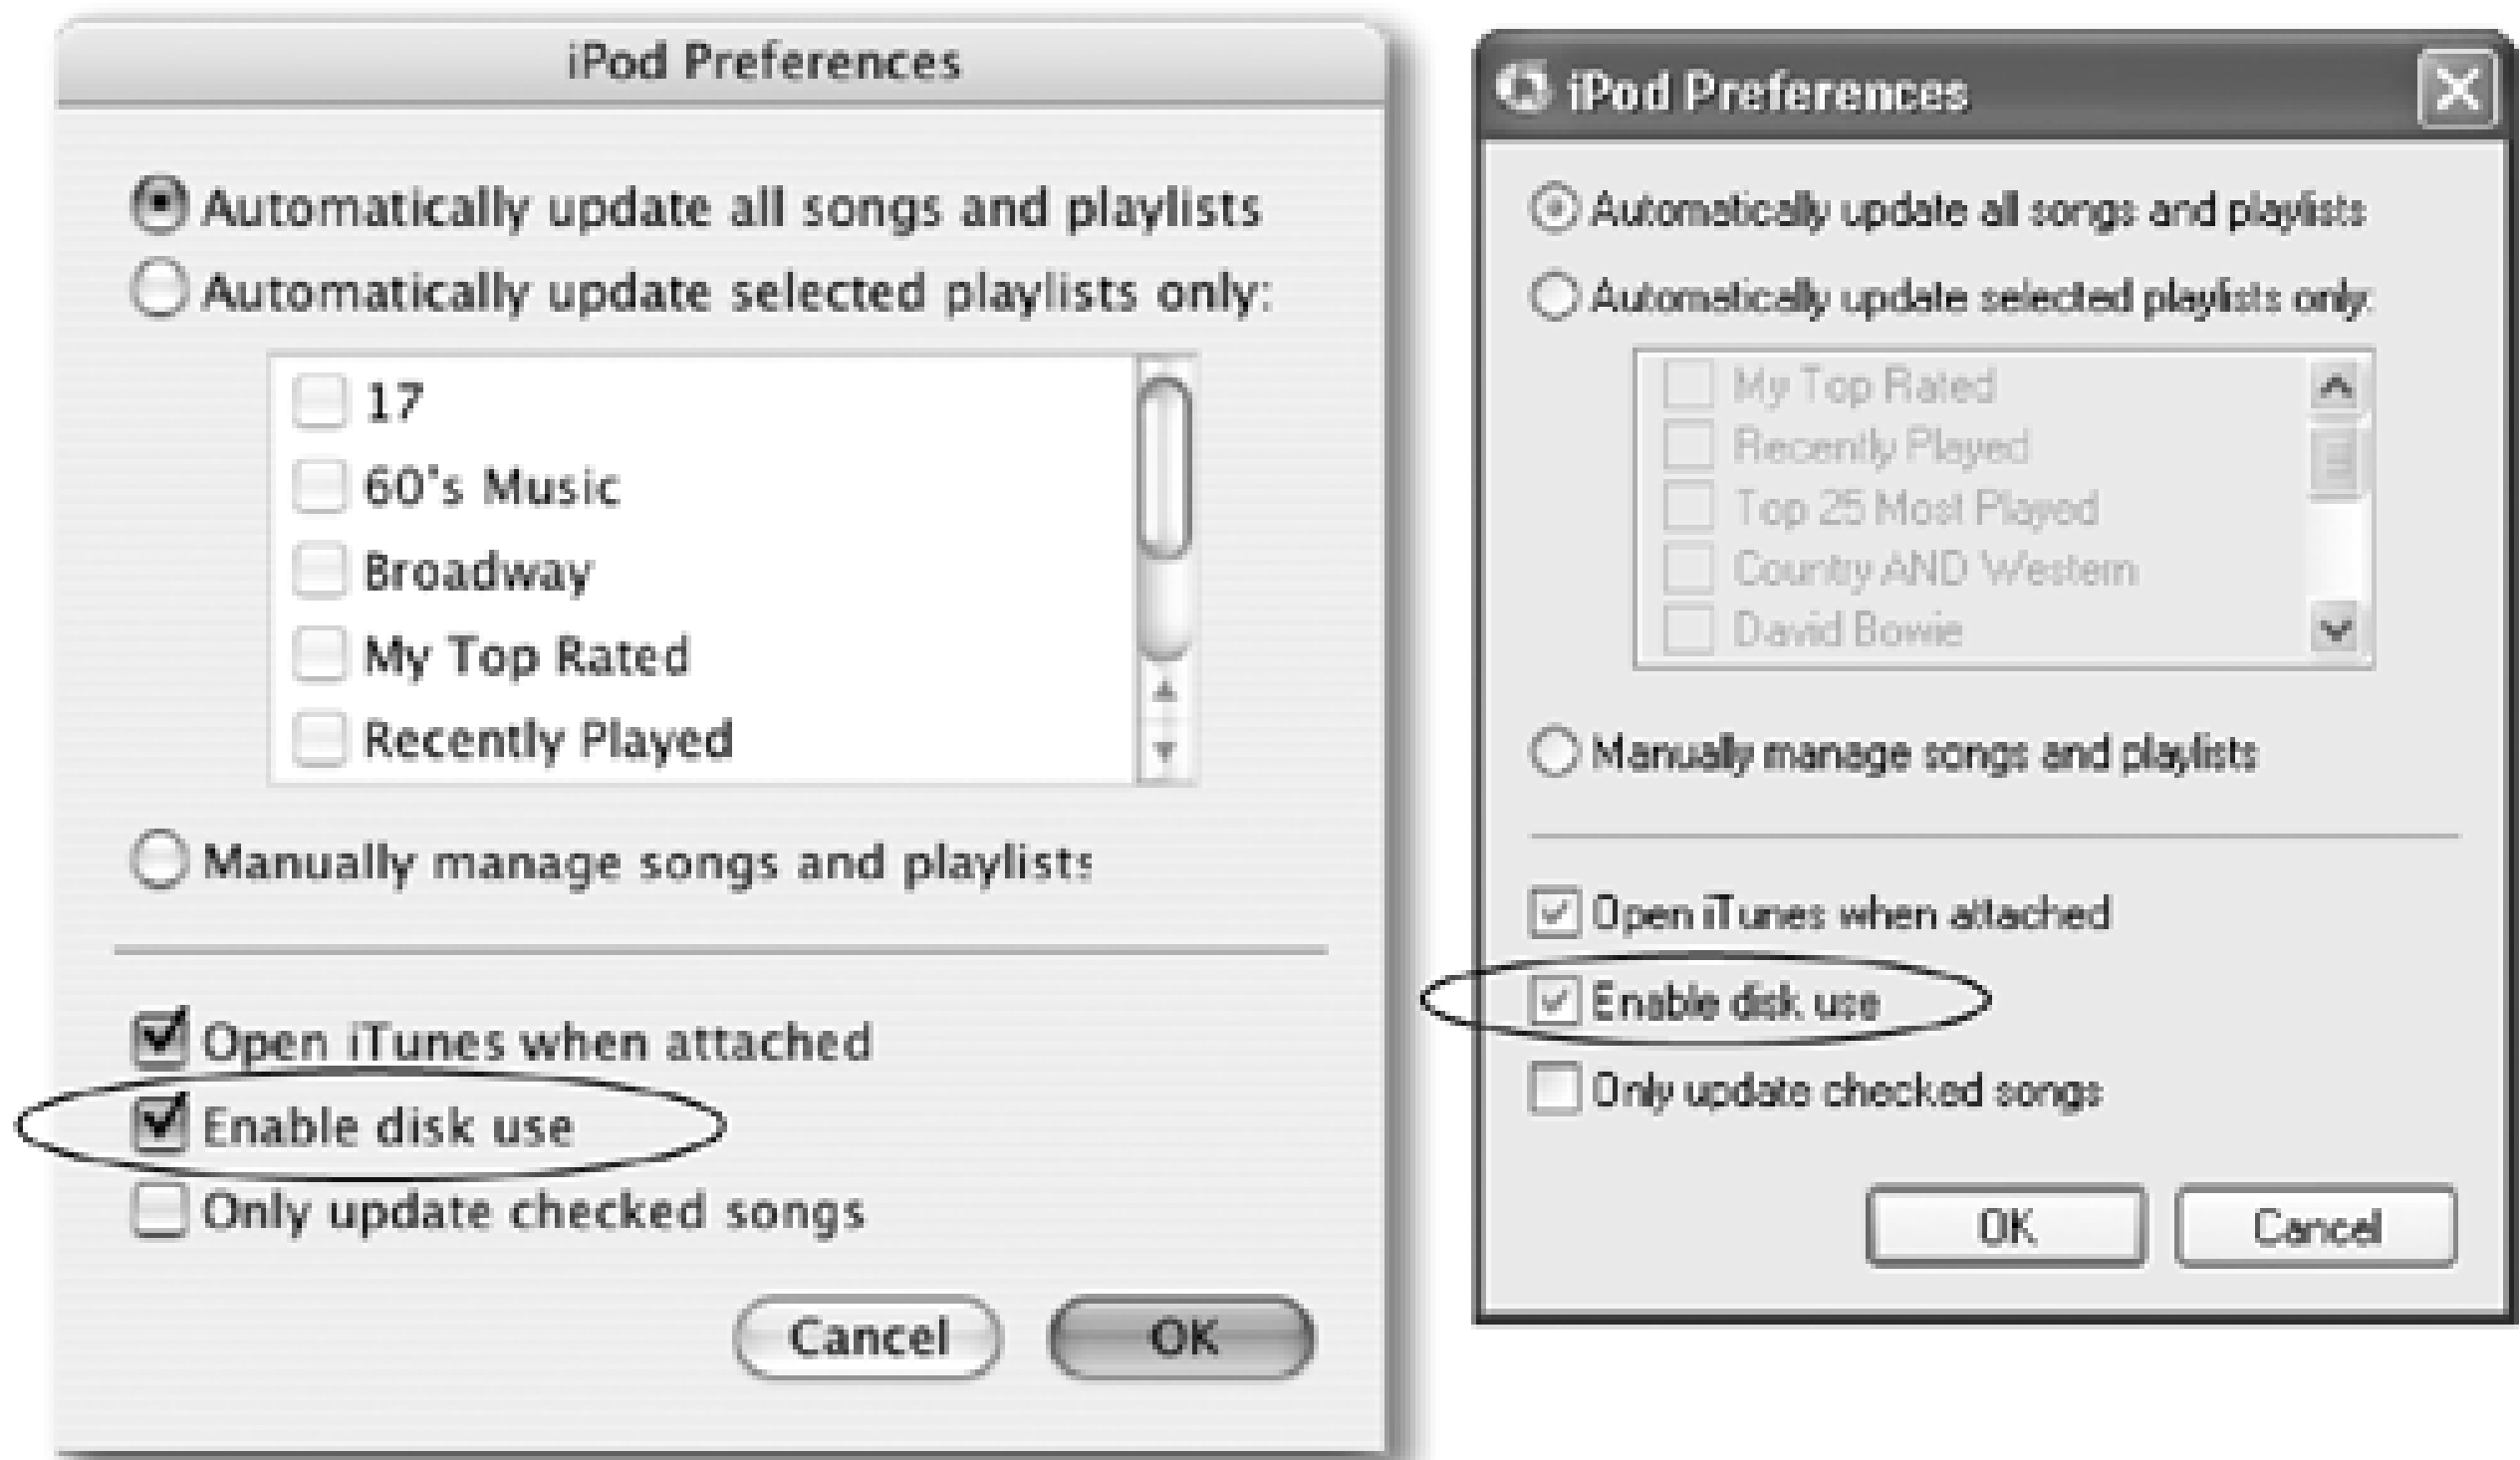 iPod Preferences
Automatically update all songs and playlists
Automatically update selected playlists only:
17
60's Music
Broadway
My Top Rated
Recently Played
Manually manage songs and playlists
Open iTunes when attached
Enable disk use
Only update checked songs
Cancel
OK
iPod Preferences
Automatically update all songs and playlists
Automatically update selected playlists only:
My Top Rated
Recently Played
Top 25 Most Played
Country AND Western
David Bowie
Manually manage songs and playlists
Open iTunes when attached
Enable disk use
Only update checked songs
OK
Cancel